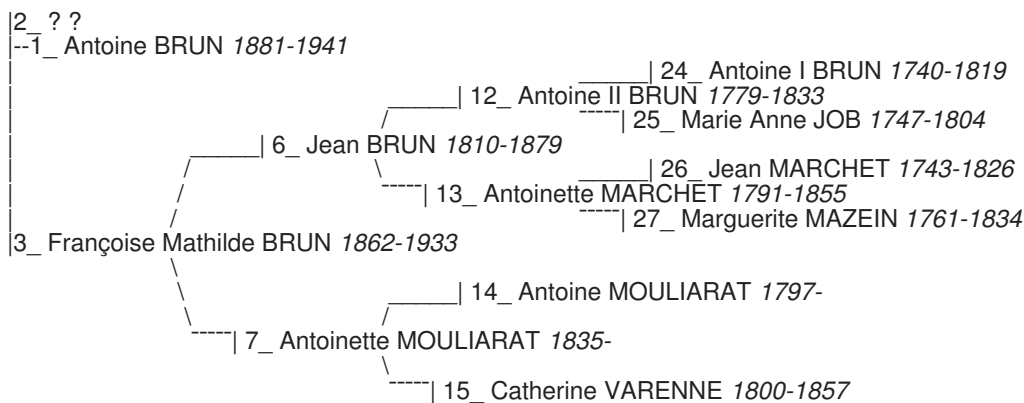 |2_ ? ?
|--1_ Antoine BRUN 1881-1941
| 24_ Antoine I BRUN 1740-1819
| 12_ Antoine II BRUN 1779-1833
| 25_ Marie Anne JOB 1747-1804
| 6_ Jean BRUN 1810-1879
| 26_ Jean MARCHET 1743-1826
| 13_ Antoinette MARCHET 1791-1855
| 27_ Marguerite MAZEIN 1761-1834
|3_ Françoise Mathilde BRUN 1862-1933
| 14_ Antoine MOULIARAT 1797-
| 7_ Antoinette MOULIARAT 1835-
| 15_ Catherine VARENNE 1800-1857